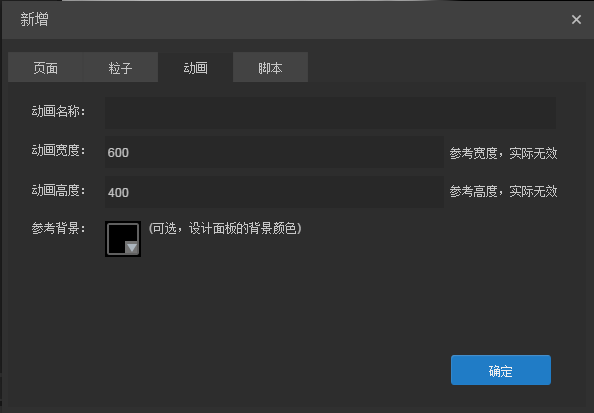 新增
页面 粒子 动画 脚本
动画名称：
动画宽度： 600 参考宽度，实际无效
动画高度： 400 参考高度，实际无效
参考背景： (可选，设计面板的背景颜色)
确定